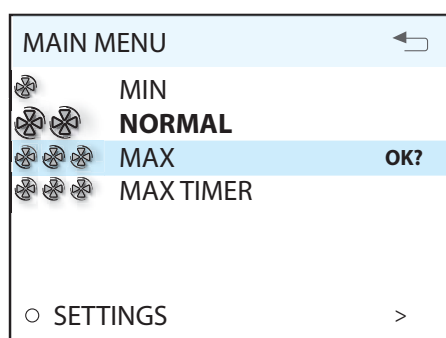 MAIN MENU
MIN
NORMAL
MAX OK?
MAX TIMER
SETTINGS >